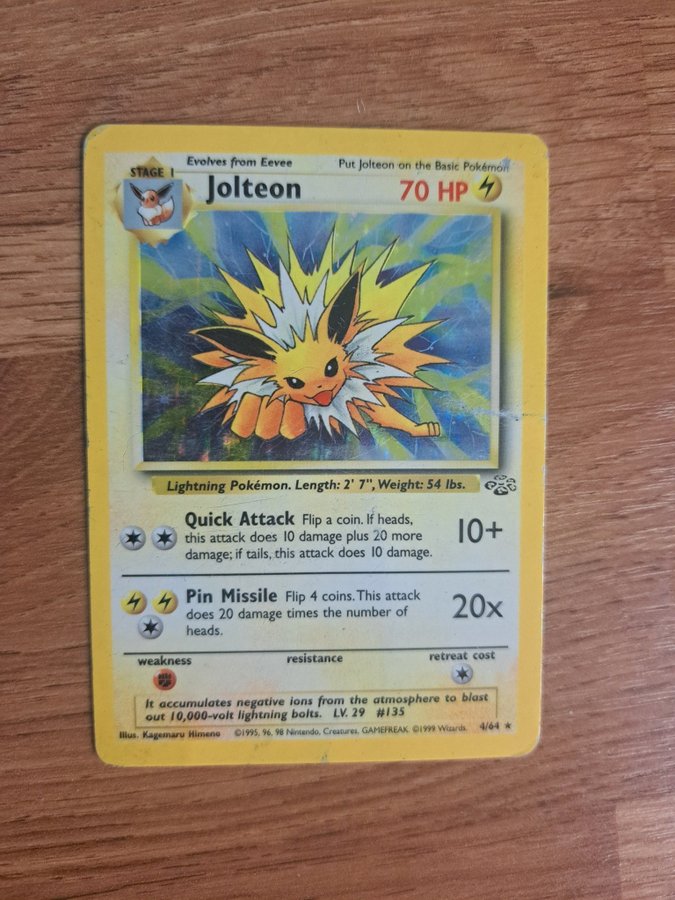 Evolves from Eevee
Put Jolteon on the Basic Pokémon
STAGE 1
Jolteon
70 HP
Lightning Pokémon. Length: 2' 7", Weight: 54 lbs.
Quick Attack Flip a coin. If heads,
this attack does 10 damage plus 20 more
damage; if tails, this attack does 10 damage.
10+
Pin Missile Flip 4 coins. This attack
does 20 damage times the number of
heads.
20x
weakness
resistance
retreat cost
It accumulates negative ions from the atmosphere to blast
out 10,000-volt lightning bolts. LV. 29 #135
Illus. Kagemaru Himeno
©1995, 96, 98 Nintendo, Creatures, GAMEFREAK. ©1999 Wizards.
4/64 ★